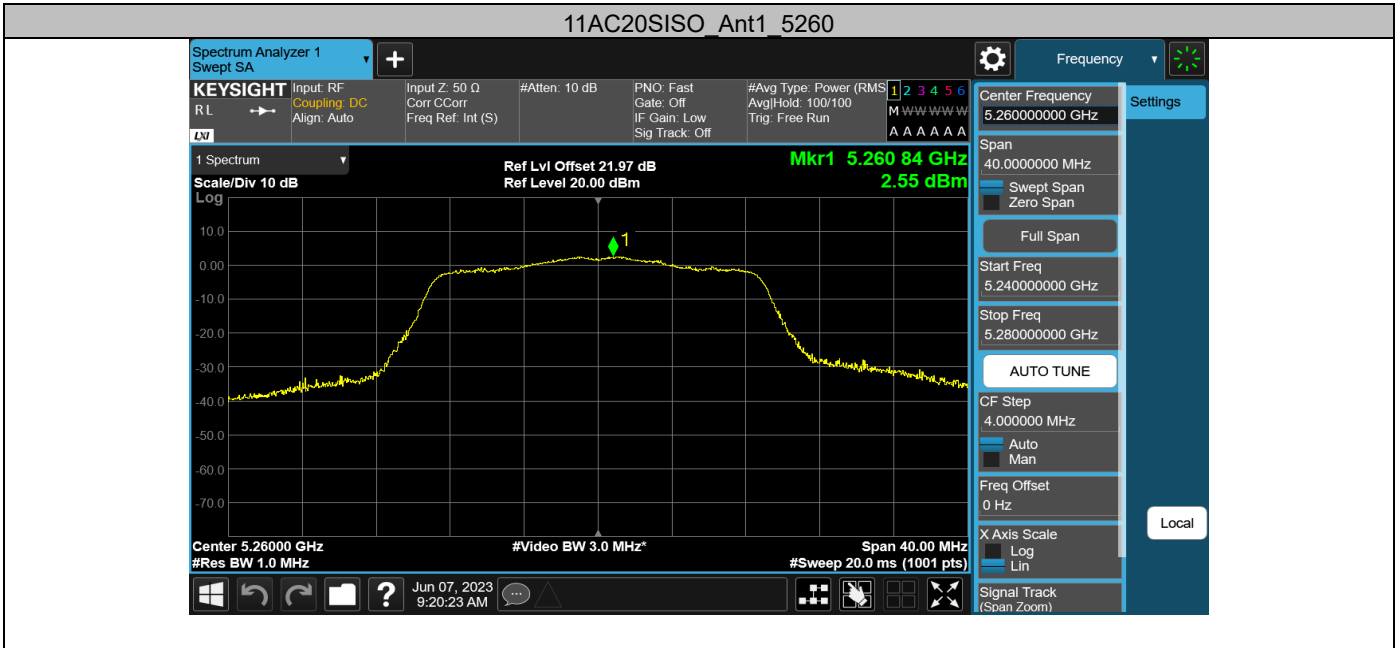 11AC20SISO_Ant1_5260
Spectrum Analyzer 1
Swept SA
Frequency
KEYSIGHT
RL
LXI
Input: RF
Coupling: DC
Align: Auto
Input Z: 50 Ω
Corr CCorr
Freq Ref: Int (S)
#Atten: 10 dB
PNO: Fast
Gate: Off
IF Gain: Low
Sig Track: Off
#Avg Type: Power (RMS
Avg|Hold: 100/100
Trig: Free Run
1 2 3 4 5 6
M W W W W W
A A A A A A
1 Spectrum
Scale/Div 10 dB
Ref Lvl Offset 21.97 dB
Ref Level 20.00 dBm
Mkr1 5.260 84 GHz
2.55 dBm
Log
10.0
0.00
-10.0
-20.0
-30.0
-40.0
-50.0
-60.0
-70.0
1
Center 5.26000 GHz
#Res BW 1.0 MHz
#Video BW 3.0 MHz*
Span 40.00 MHz
#Sweep 20.0 ms (1001 pts)
Center Frequency
5.260000000 GHz
Span
40.0000000 MHz
Swept Span
Zero Span
Full Span
Start Freq
5.240000000 GHz
Stop Freq
5.280000000 GHz
AUTO TUNE
CF Step
4.000000 MHz
Auto
Man
Freq Offset
0 Hz
X Axis Scale
Log
Lin
Signal Track
(Span Zoom)
Settings
Local
?
Jun 07, 2023
9:20:23 AM